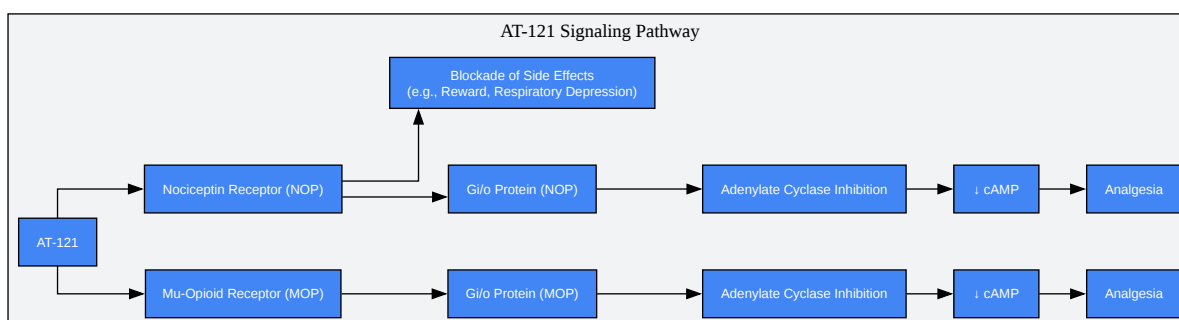 AT-121 Signaling Pathway
Blockade of Side Effects
(e.g., Reward, Respiratory Depression)
Nociceptin Receptor (NOP)
Gi/o Protein (NOP)
Adenylate Cyclase Inhibition
↓ cAMP
Analgesia
AT-121
Mu-Opioid Receptor (MOP)
Gi/o Protein (MOP)
Adenylate Cyclase Inhibition
↓ cAMP
Analgesia